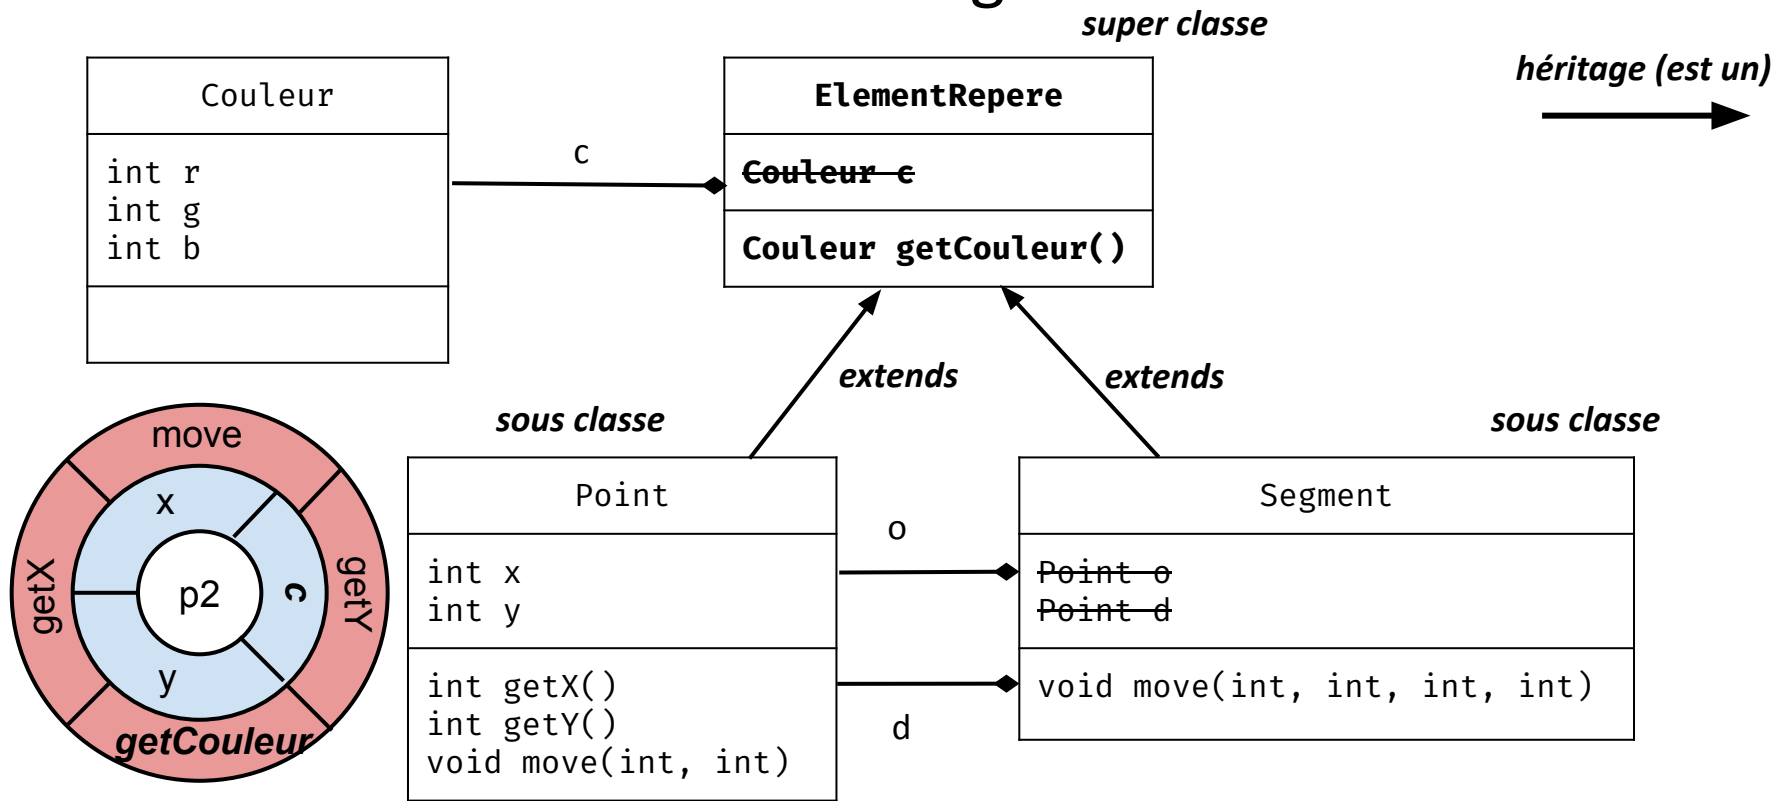 g
super classe
héritage (est un)
Couleur
int r
int g
int b
c
ElementRepere
Couleur c
Couleur getCouleur()
extends
extends
sous classe
sous classe
move
x
getX
p2
c
getY
y
getCouleur
Point
int x
int y
int getX()
int getY()
void move(int, int)
o
d
Segment
Point o
Point d
void move(int, int, int, int)